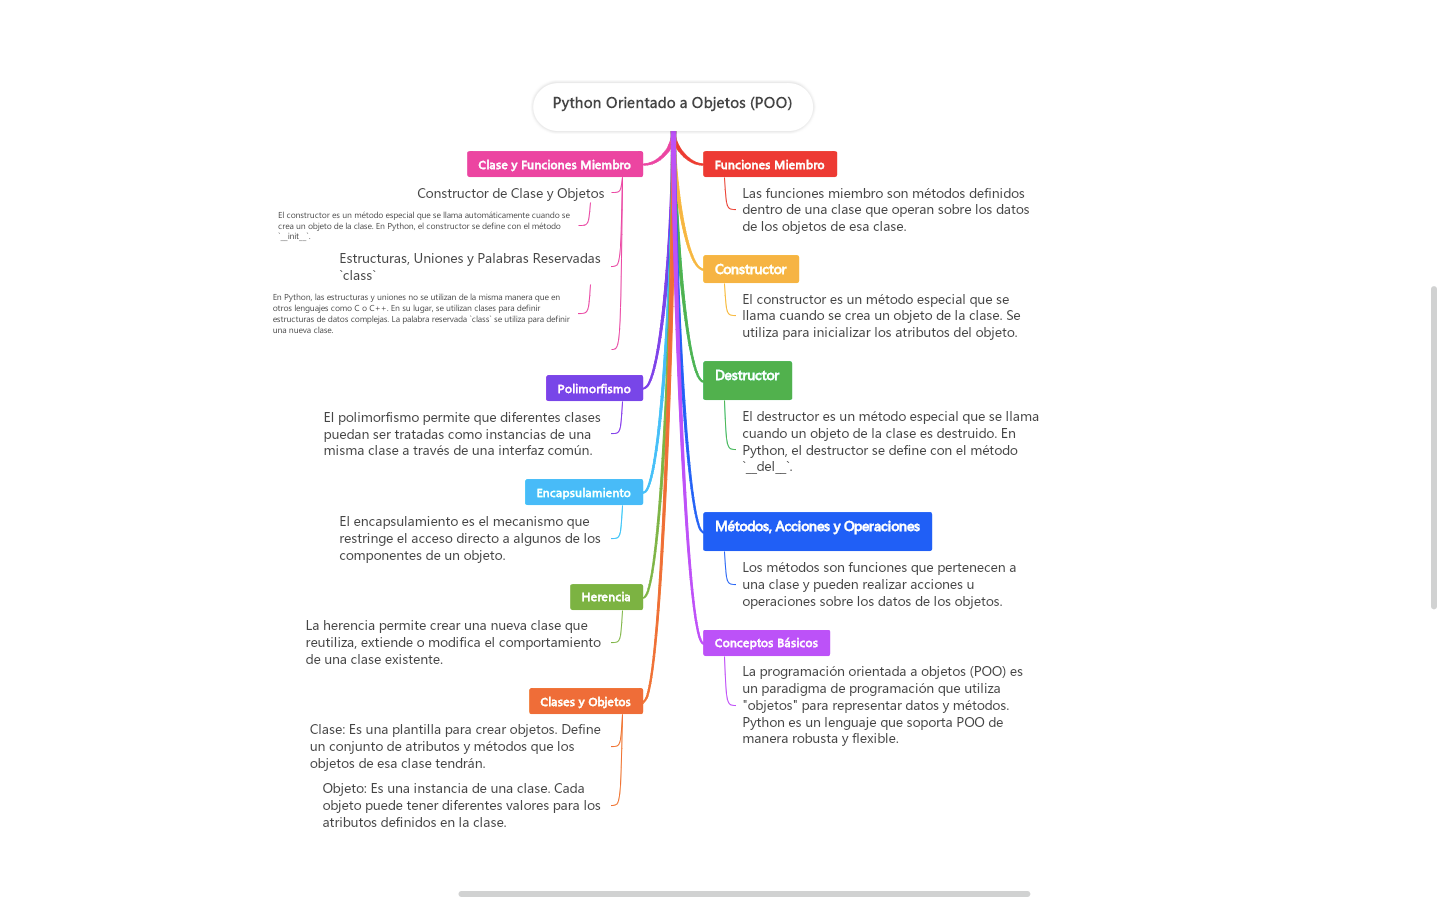 Python Orientado a Objetos (POO)
Clase y Funciones Miembro
Constructor de Clase y Objetos
El constructor es un método especial que se llama automáticamente cuando se
crea un objeto de la clase. En Python, el constructor se define con el método
`__init__`.
Estructuras, Uniones y Palabras Reservadas
`class`
En Python, las estructuras y uniones no se utilizan de la misma manera que en
otros lenguajes como C o C++. En su lugar, se utilizan clases para definir
estructuras de datos complejas. La palabra reservada `class` se utiliza para definir
una nueva clase.
Polimorfismo
El polimorfismo permite que diferentes clases
puedan ser tratadas como instancias de una
misma clase a través de una interfaz común.
Encapsulamiento
El encapsulamiento es el mecanismo que
restringe el acceso directo a algunos de los
componentes de un objeto.
Herencia
La herencia permite crear una nueva clase que
reutiliza, extiende o modifica el comportamiento
de una clase existente.
Clases y Objetos
Clase: Es una plantilla para crear objetos. Define
un conjunto de atributos y métodos que los
objetos de esa clase tendrán.
Objeto: Es una instancia de una clase. Cada
objeto puede tener diferentes valores para los
atributos definidos en la clase.
Funciones Miembro
Las funciones miembro son métodos definidos
dentro de una clase que operan sobre los datos
de los objetos de esa clase.
Constructor
El constructor es un método especial que se
llama cuando se crea un objeto de la clase. Se
utiliza para inicializar los atributos del objeto.
Destructor
El destructor es un método especial que se llama
cuando un objeto de la clase es destruido. En
Python, el destructor se define con el método
`__del__`.
Métodos, Acciones y Operaciones
Los métodos son funciones que pertenecen a
una clase y pueden realizar acciones u
operaciones sobre los datos de los objetos.
Conceptos Básicos
La programación orientada a objetos (POO) es
un paradigma de programación que utiliza
"objetos" para representar datos y métodos.
Python es un lenguaje que soporta POO de
manera robusta y flexible.